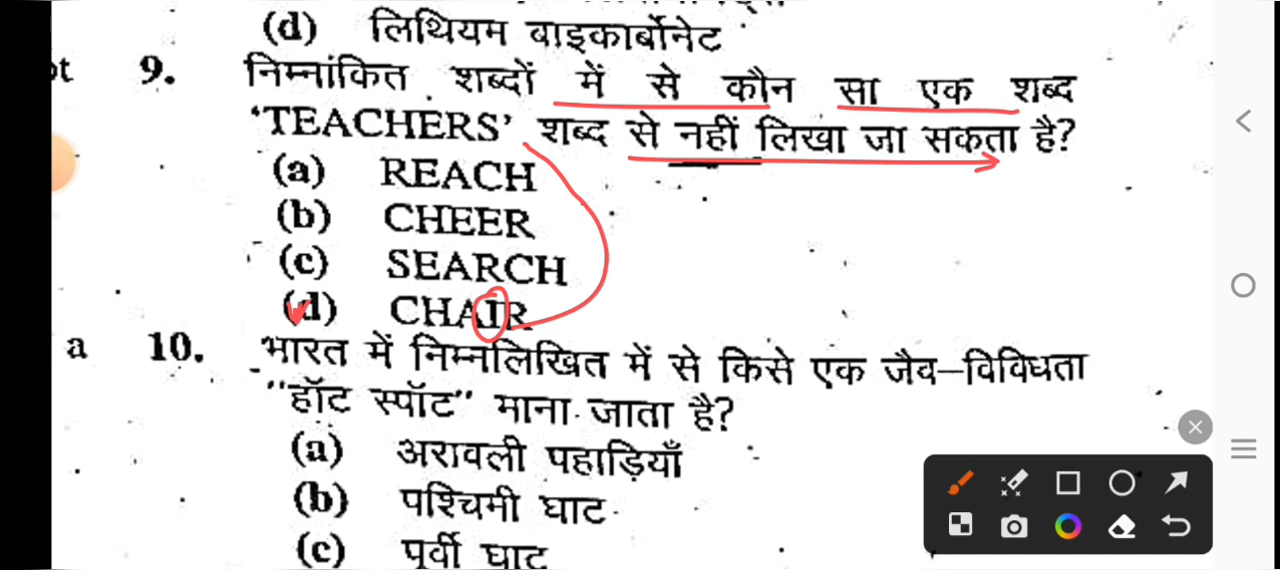 (d) लिथियम बाइकार्बोनेट
9. निम्नांकित शब्दों में से कौन सा एक शब्द
'TEACHERS' शब्द से नहीं लिखा जा सकता है?
(a) REACH
(b) CHEER
(c) SEARCH
(d) CHAIR
a 10. भारत में निम्नलिखित में से किसे एक जैव-विविधता
"हॉट स्पॉट" माना जाता है?
(a) अरावली पहाड़ियाँ
(b) पश्चिमी घाट
(c) पूर्वी घाट